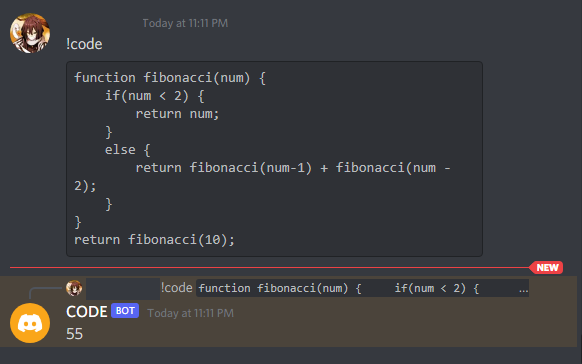 Today at 11:11 PM
!code
function fibonacci(num) {
    if(num < 2) {
        return num;
    }
    else {
        return fibonacci(num-1) + fibonacci(num -
2);
    }
}
return fibonacci(10);
NEW
!code function fibonacci(num) {     if(num < 2) {     ...
CODE BOT Today at 11:11 PM
55